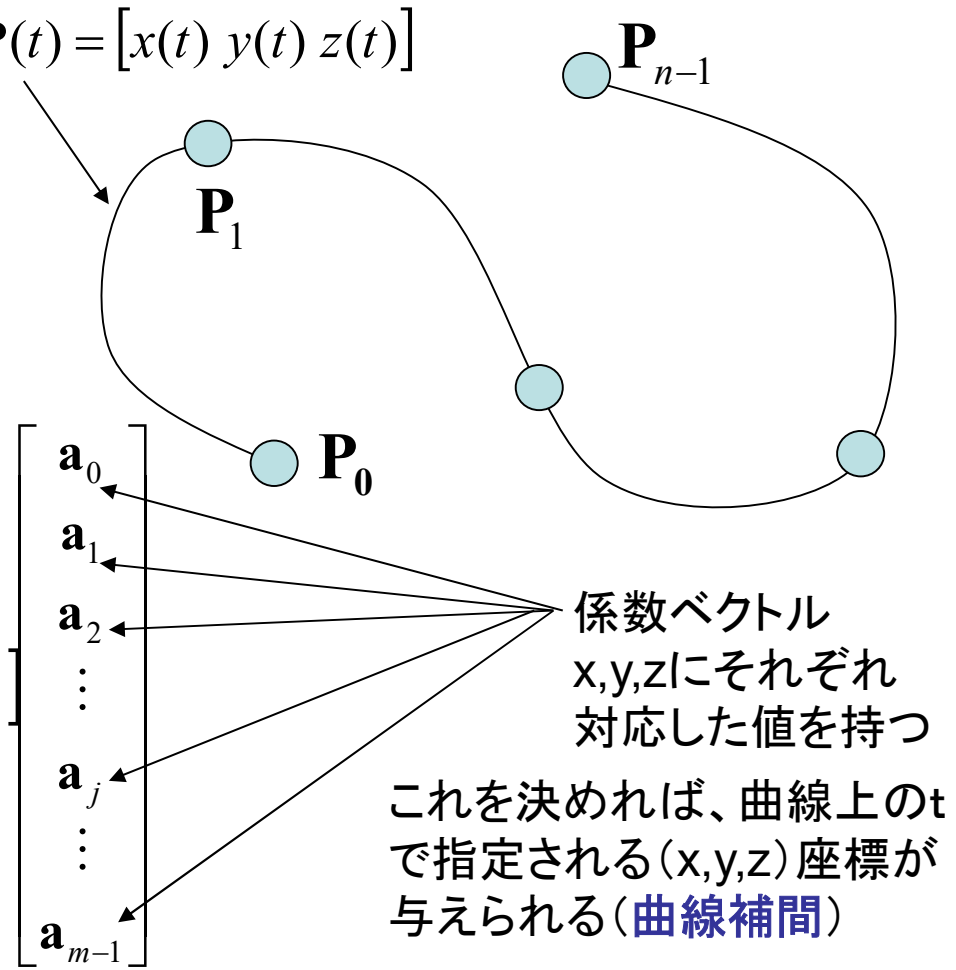 P(t) = [x(t) y(t) z(t)]
P_{n-1}
P_1
P_0
a_0
a_1
a_2
⋮
a_j
⋮
a_{m-1}
]
係数ベクトル
x,y,zにそれぞれ
対応した値を持つ
これを決めれば、曲線上のt
で指定される(x,y,z)座標が
与えられる(曲線補間)